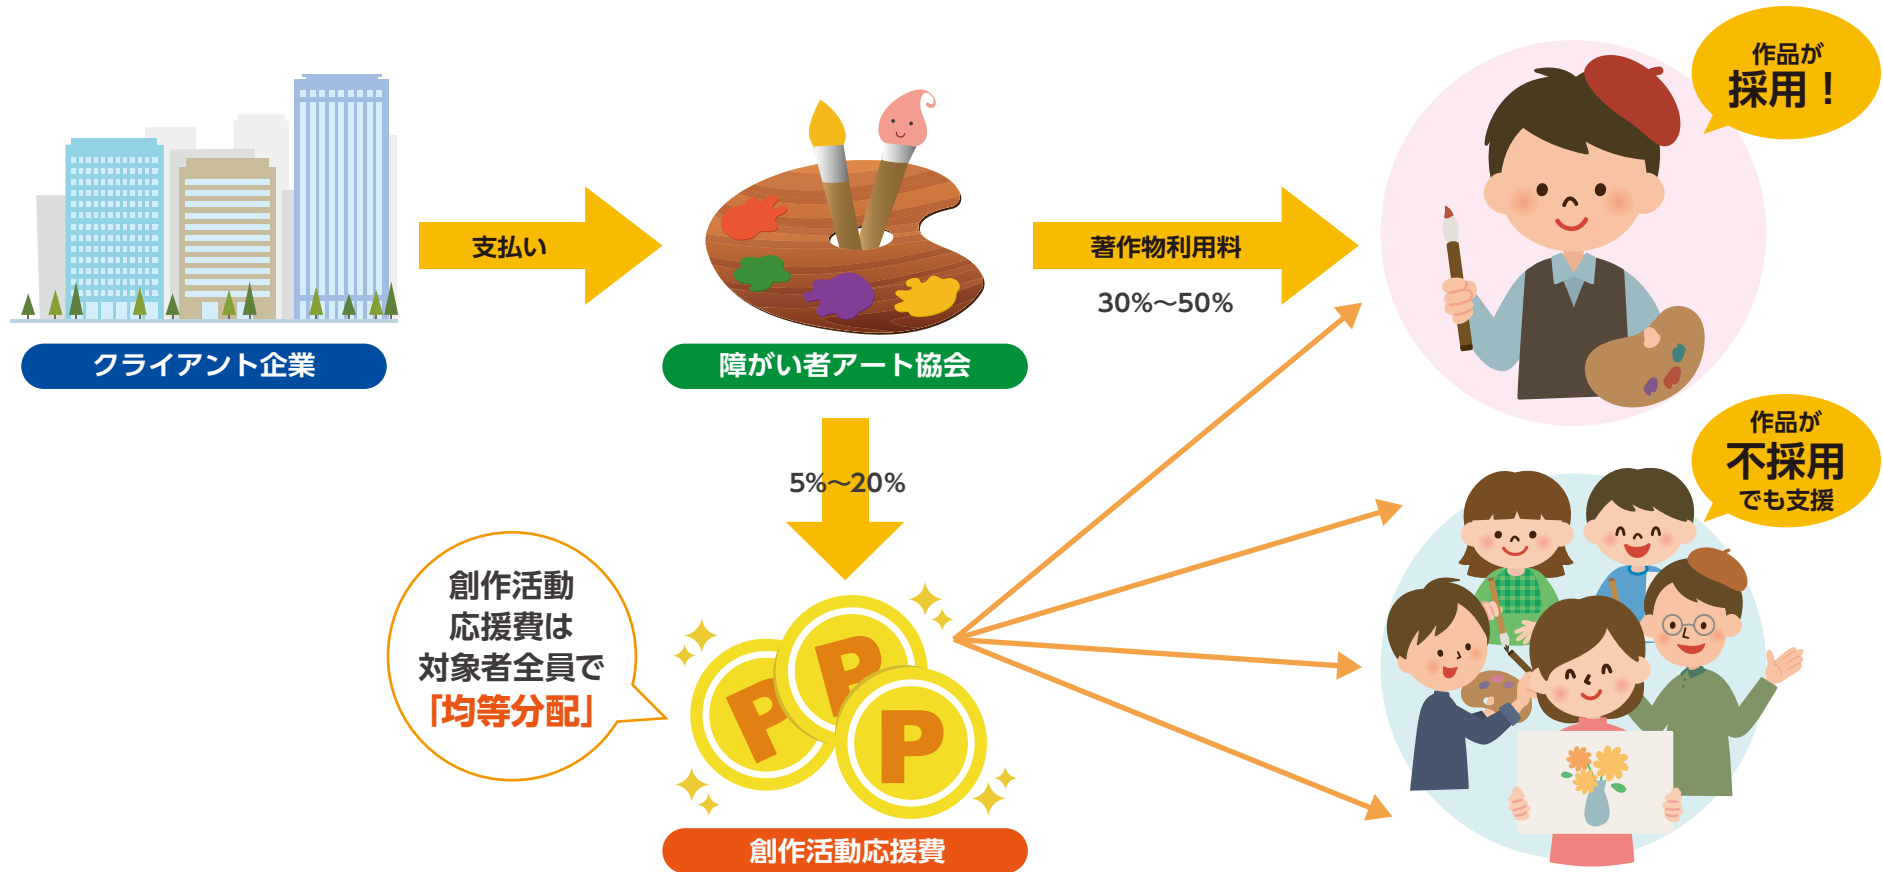 作品が
採用！
支払い
著作物利用料
30%～50%
クライアント企業
障がい者アート協会
5%～20%
作品が
不採用
でも支援
創作活動
応援費は
対象者全員で
「均等分配」
P
P
P
創作活動応援費